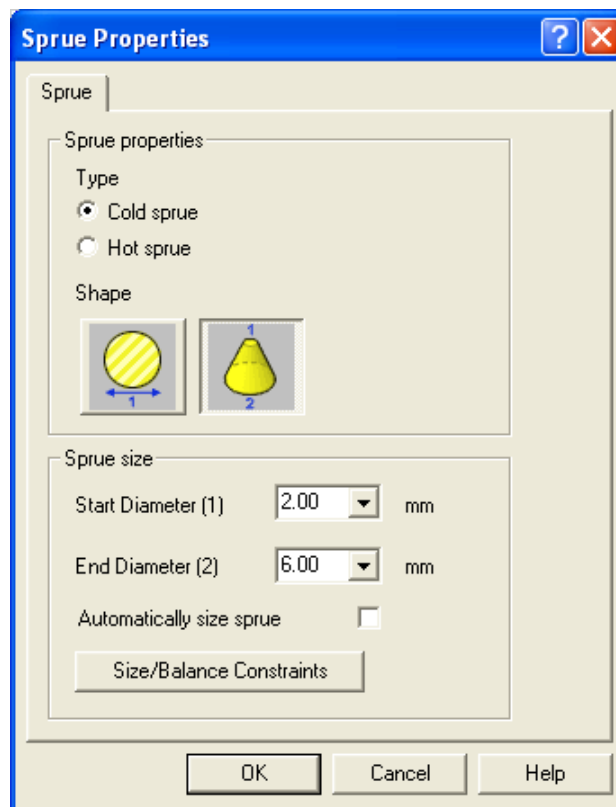 Sprue Properties
?
Sprue
Sprue properties
Type
Cold sprue
Hot sprue
Shape
1
1
2
Sprue size
Start Diameter (1) 2.00 mm
End Diameter (2) 6.00 mm
Automatically size sprue
Size/Balance Constraints
OK Cancel Help